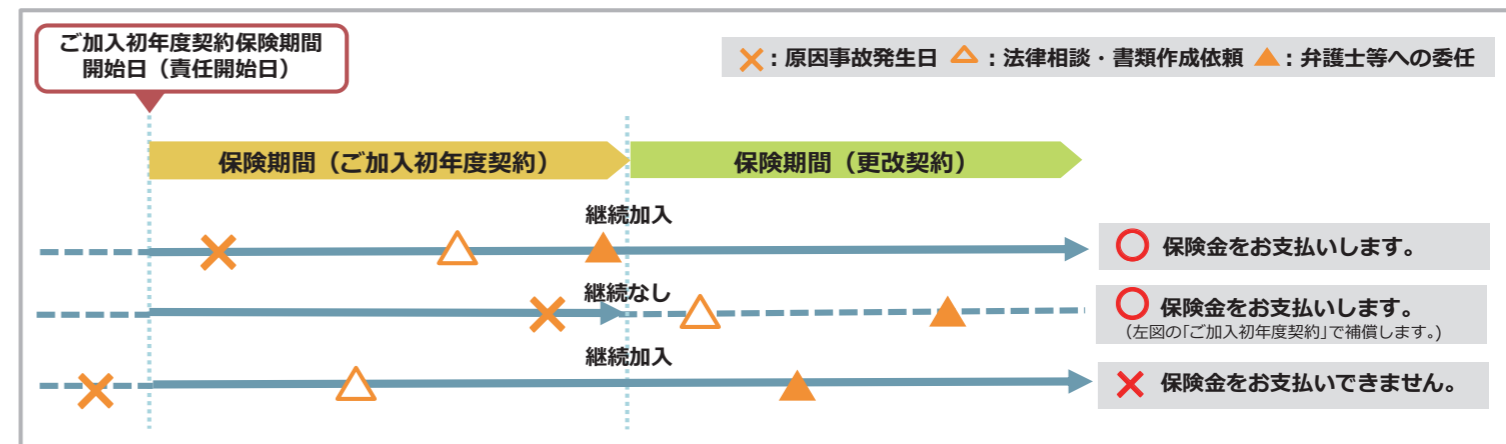 ご加入初年度契約保険期間
開始日（責任開始日）
：原因事故発生日 ：法律相談・書類作成依頼 ：弁護士等への委任
保険期間（ご加入初年度契約） 保険期間（更改契約）
継続加入
保険金をお支払いします。
継続なし
保険金をお支払いします。
（左図の｢ご加入初年度契約｣で補償します。）
継続加入
保険金をお支払いできません。